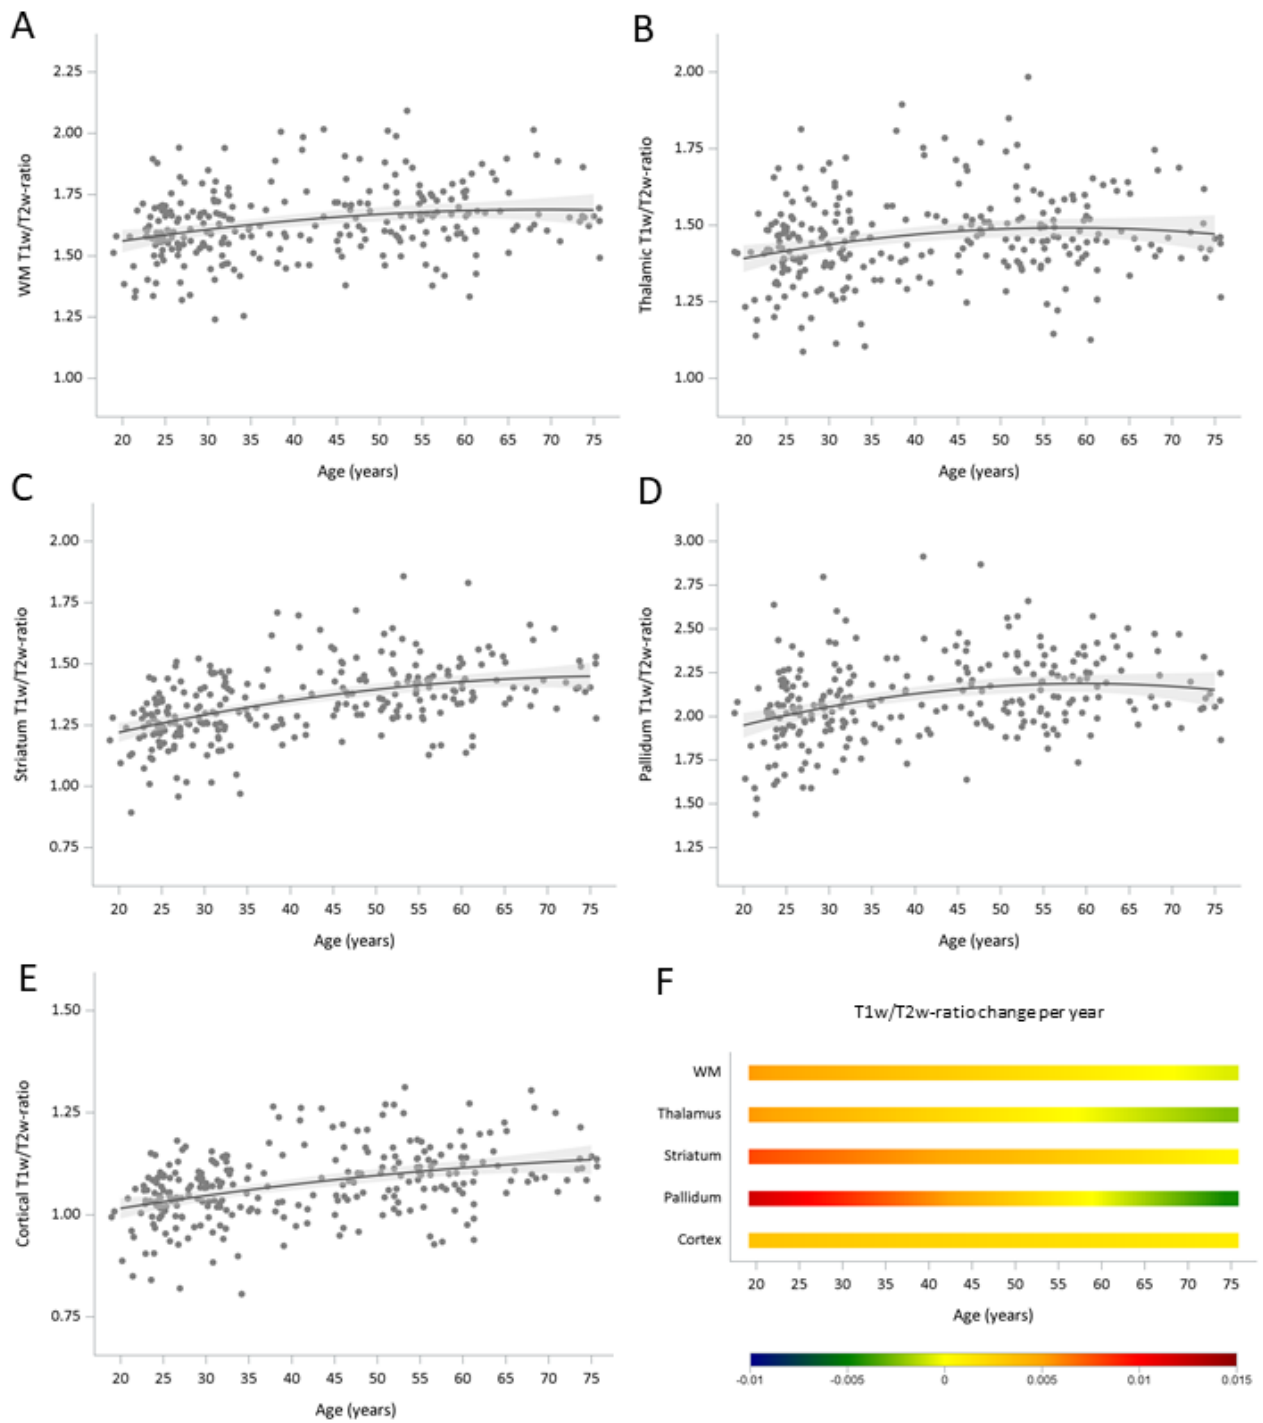 A
WM T1w/T2w-ratio
2.25
2.00
1.75
1.50
1.25
1.00
20 25 30 35 40 45 50 55 60 65 70 75
Age (years)
B
Thalamic T1w/T2w-ratio
2.00
1.75
1.50
1.25
1.00
20 25 30 35 40 45 50 55 60 65 70 75
Age (years)
C
Striatum T1w/T2w-ratio
2.00
1.75
1.50
1.25
1.00
0.75
20 25 30 35 40 45 50 55 60 65 70 75
Age (years)
D
Pallidum T1w/T2w-ratio
3.00
2.75
2.50
2.25
2.00
1.75
1.50
1.25
20 25 30 35 40 45 50 55 60 65 70 75
Age (years)
E
Cortical T1w/T2w-ratio
1.50
1.25
1.00
0.75
20 25 30 35 40 45 50 55 60 65 70 75
Age (years)
F
T1w/T2w-ratio change per year
WM
Thalamus
Striatum
Pallidum
Cortex
20 25 30 35 40 45 50 55 60 65 70 75
Age (years)
-0.01 -0.005 0 0.005 0.01 0.015